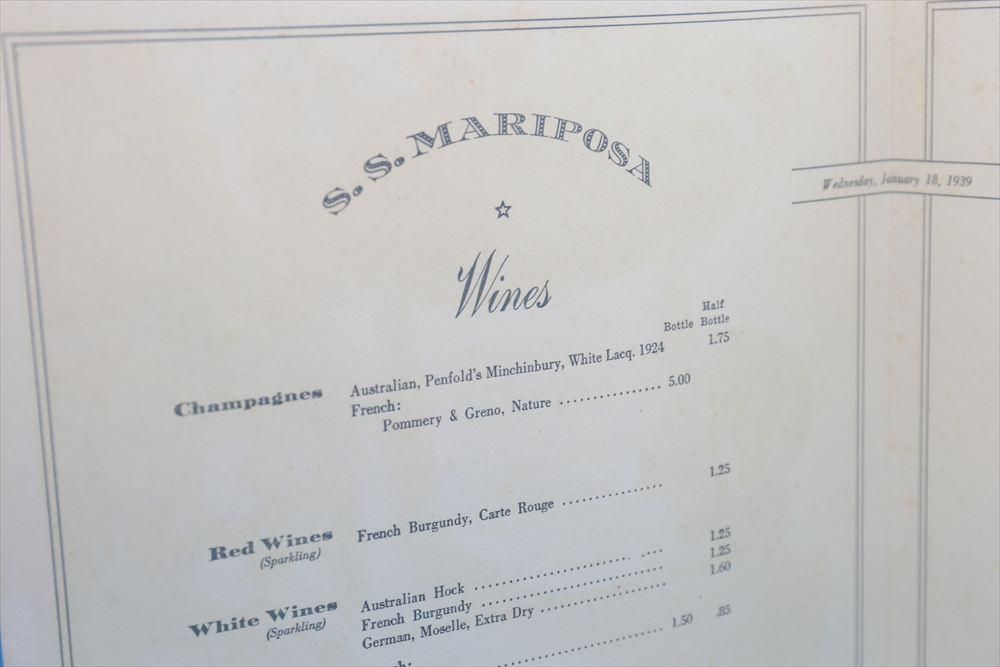 S. S. MARIPOSA
Wednesday, January 18, 1939
Wines
Half
Bottle Bottle
Champagnes Australian, Penfold's Minchinbury, White Lacq. 1924 1.75
French:
Pommery & Greno, Nature ............... 5.00
Red Wines French Burgundy, Carte Rouge ............... 1.25
(Sparkling)
White Wines Australian Hock ............... 1.25
(Sparkling) French Burgundy ............... 1.25
German, Moselle, Extra Dry ............... 1.60
............... 1.50 .85